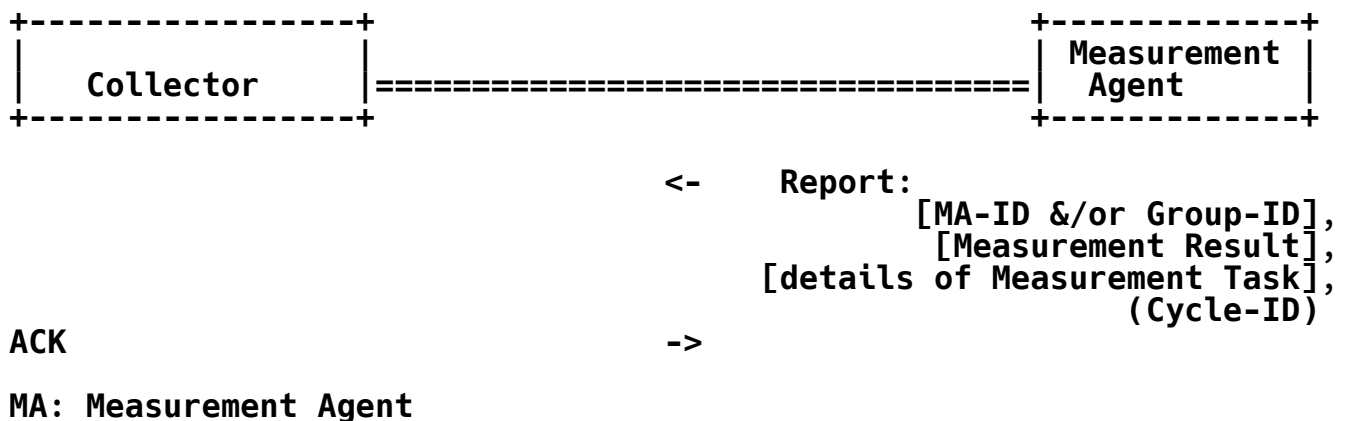 +-----------------+                                  +-------------+
|                 |                                  | Measurement |
|   Collector     |==================================|  Agent      |
+-----------------+                                  +-------------+
<-    Report:
[MA-ID &/or Group-ID],
[Measurement Result],
[details of Measurement Task],
(Cycle-ID)
ACK                               ->
MA: Measurement Agent